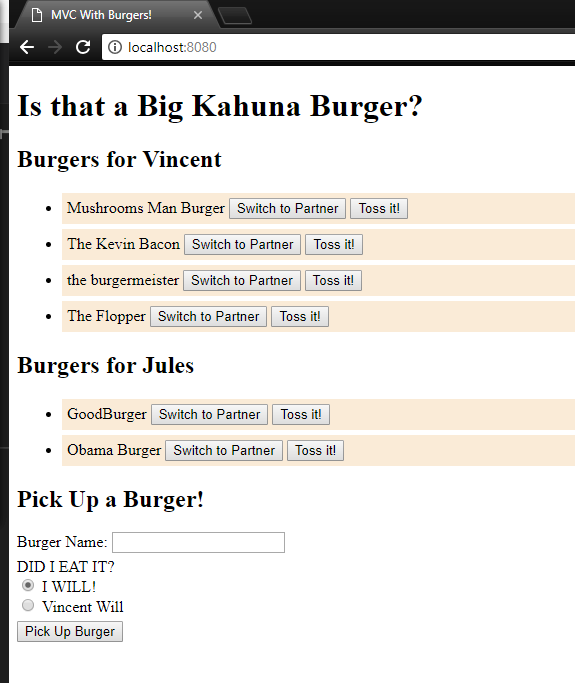 MVC With Burgers!
localhost:8080
Is that a Big Kahuna Burger?
Burgers for Vincent
Mushrooms Man Burger Switch to Partner Toss it!
The Kevin Bacon Switch to Partner Toss it!
the burgermeister Switch to Partner Toss it!
The Flopper Switch to Partner Toss it!
Burgers for Jules
GoodBurger Switch to Partner Toss it!
Obama Burger Switch to Partner Toss it!
Pick Up a Burger!
Burger Name:
DID I EAT IT?
I WILL!
Vincent Will
Pick Up Burger